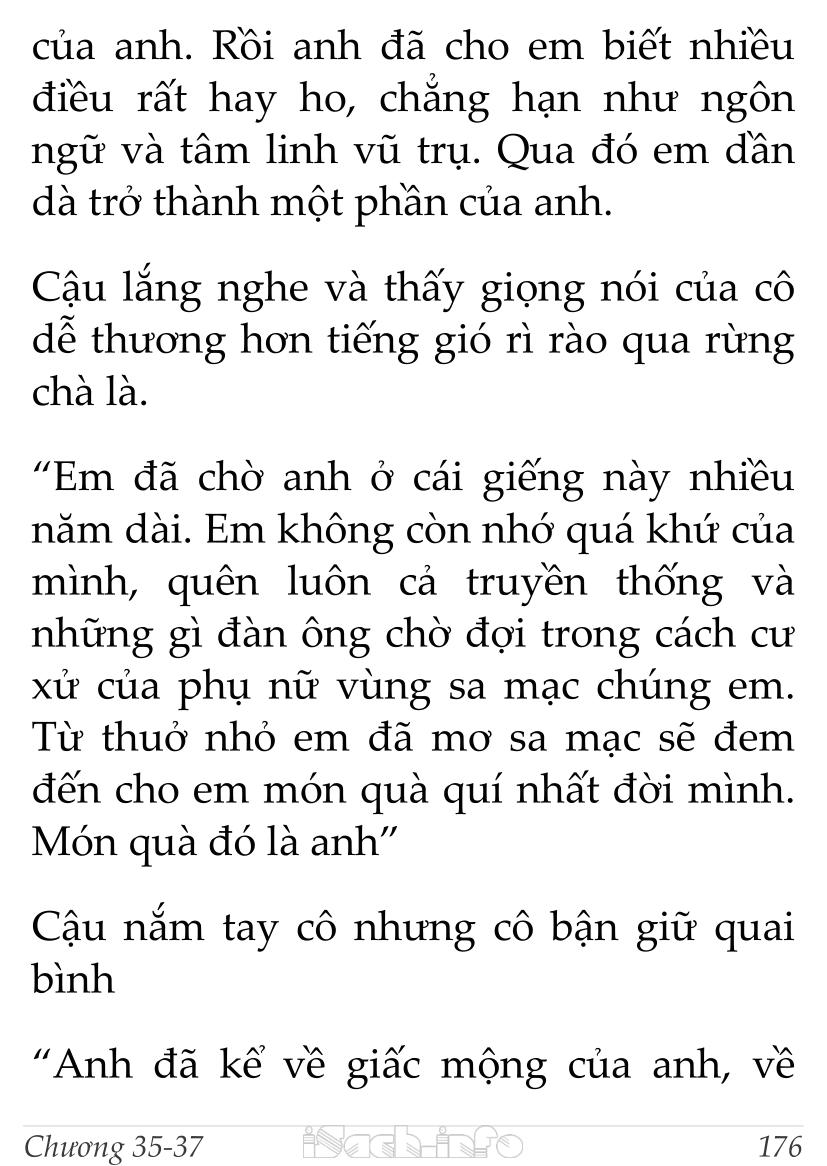 của anh. Rồi anh đã cho em biết nhiều
điều rất hay ho, chẳng hạn như ngôn
ngữ và tâm linh vũ trụ. Qua đó em dần
dà trở thành một phần của anh.
Cậu lắng nghe và thấy giọng nói của cô
dễ thương hơn tiếng gió rì rào qua rừng
chà là.
“Em đã chờ anh ở cái giếng này nhiều
năm dài. Em không còn nhớ quá khứ của
mình, quên luôn cả truyền thống và
những gì đàn ông chờ đợi trong cách cư
xử của phụ nữ vùng sa mạc chúng em.
Từ thuở nhỏ em đã mơ sa mạc sẽ đem
đến cho em món quà quí nhất đời mình.
Món quà đó là anh”
Cậu nắm tay cô nhưng cô bận giữ quai
bình
“Anh đã kể về giấc mộng của anh, về
Chương 35-37 iSach.info 176